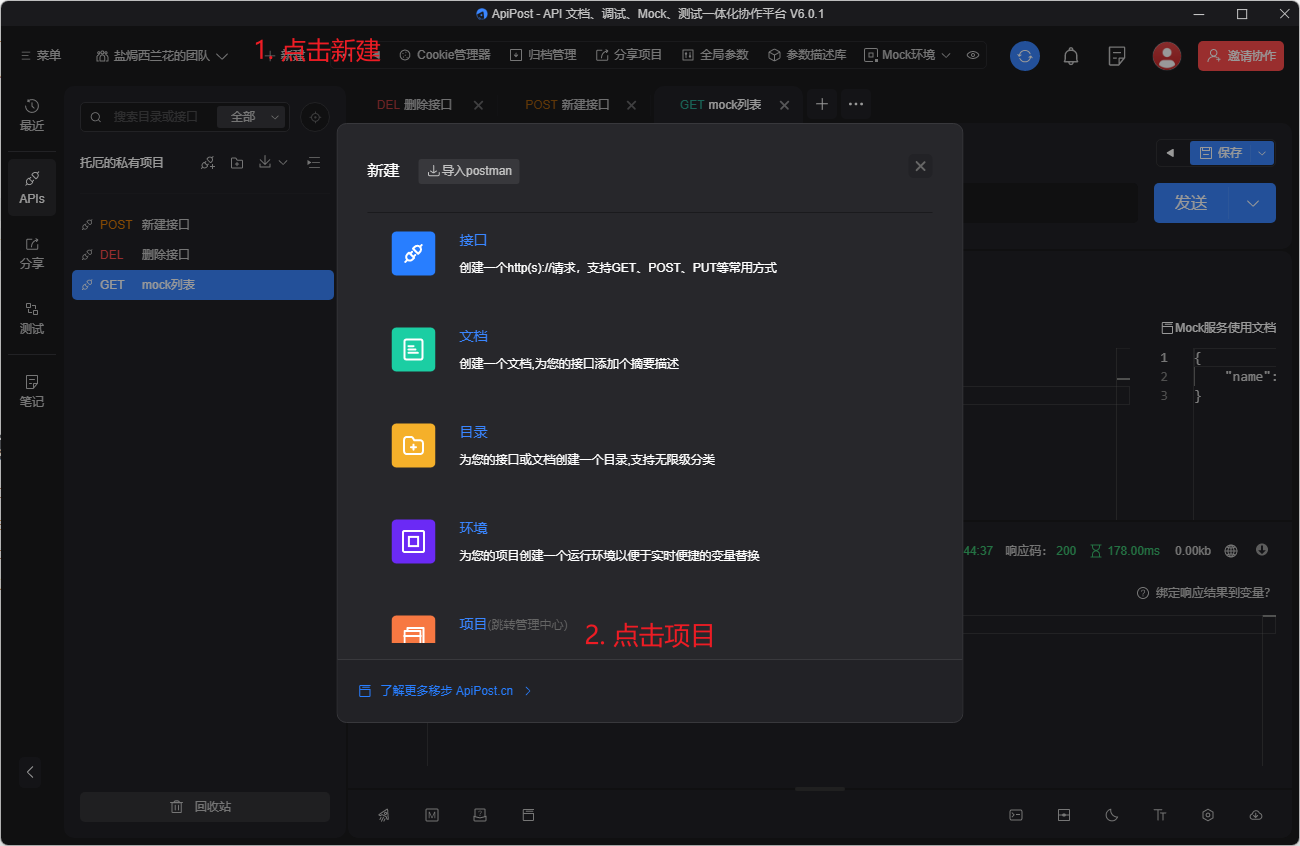 ApiPost - API 文档、调试、Mock、测试一体化协作平台 V6.0.1
菜单 盐焗西兰花的团队 新建 Cookie管理器 归档管理 分享项目 全局参数 参数描述库 Mock环境 邀请协作
1. 点击新建
最近
APIs
分享
测试
笔记
搜索目录或接口 全部
托厄的私有项目
POST 新建接口
DEL 删除接口
GET mock列表
回收站
DEL 删除接口 POST 新建接口 GET mock列表
保存
发送
新建 导入postman
接口
创建一个http(s)://请求，支持GET、POST、PUT等常用方式
文档
创建一个文档,为您的接口添加个摘要描述
目录
为您的接口或文档创建一个目录,支持无限级分类
环境
为您的项目创建一个运行环境以便于实时便捷的变量替换
项目(跳转管理中心)
2. 点击项目
了解更多移步 ApiPost.cn
Mock服务使用文档
1 {
2 "name":
3 }
44:37 响应码： 200 178.00ms 0.00kb
绑定响应结果到变量?